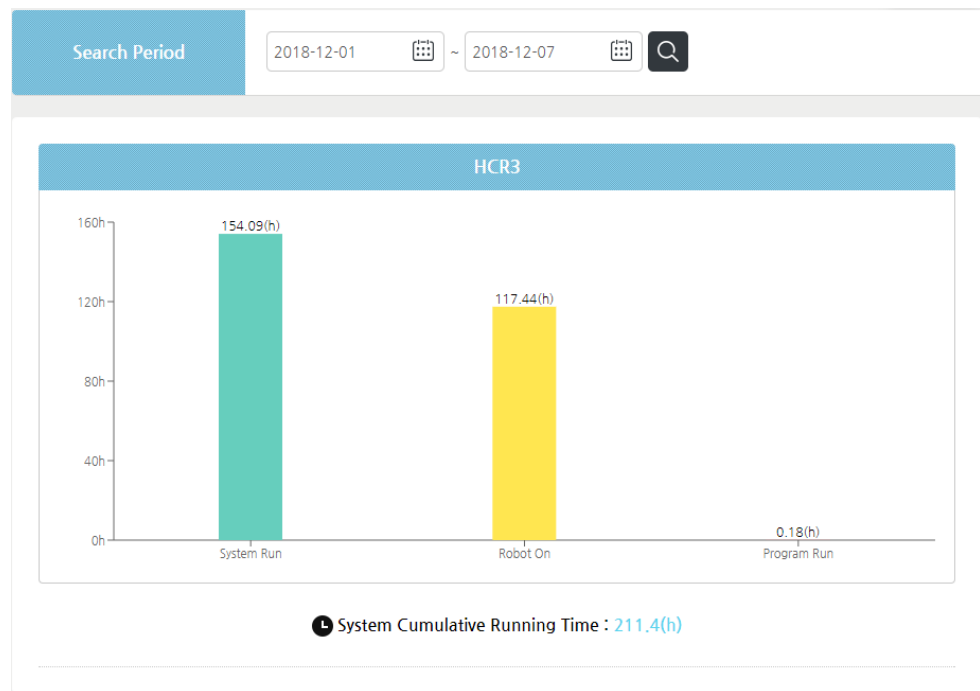 Search Period 2018-12-01 ~ 2018-12-07
HCR3
160h
154.09(h)
120h
117.44(h)
80h
40h
0h
0.18(h)
System Run Robot On Program Run
System Cumulative Running Time : 211.4(h)